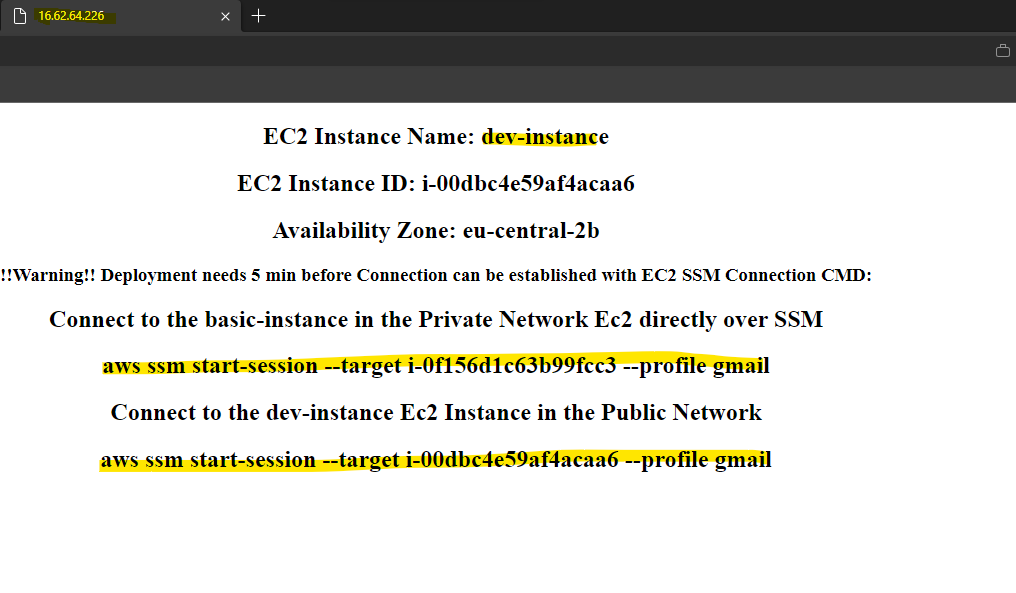 16.62.64.226
EC2 Instance Name: dev-instance
EC2 Instance ID: i-00dbc4e59af4acaa6
Availability Zone: eu-central-2b
!!Warning!! Deployment needs 5 min before Connection can be established with EC2 SSM Connection CMD:
Connect to the basic-instance in the Private Network Ec2 directly over SSM
aws ssm start-session --target i-0f156d1c63b99fcc3 --profile gmail
Connect to the dev-instance Ec2 Instance in the Public Network
aws ssm start-session --target i-00dbc4e59af4acaa6 --profile gmail